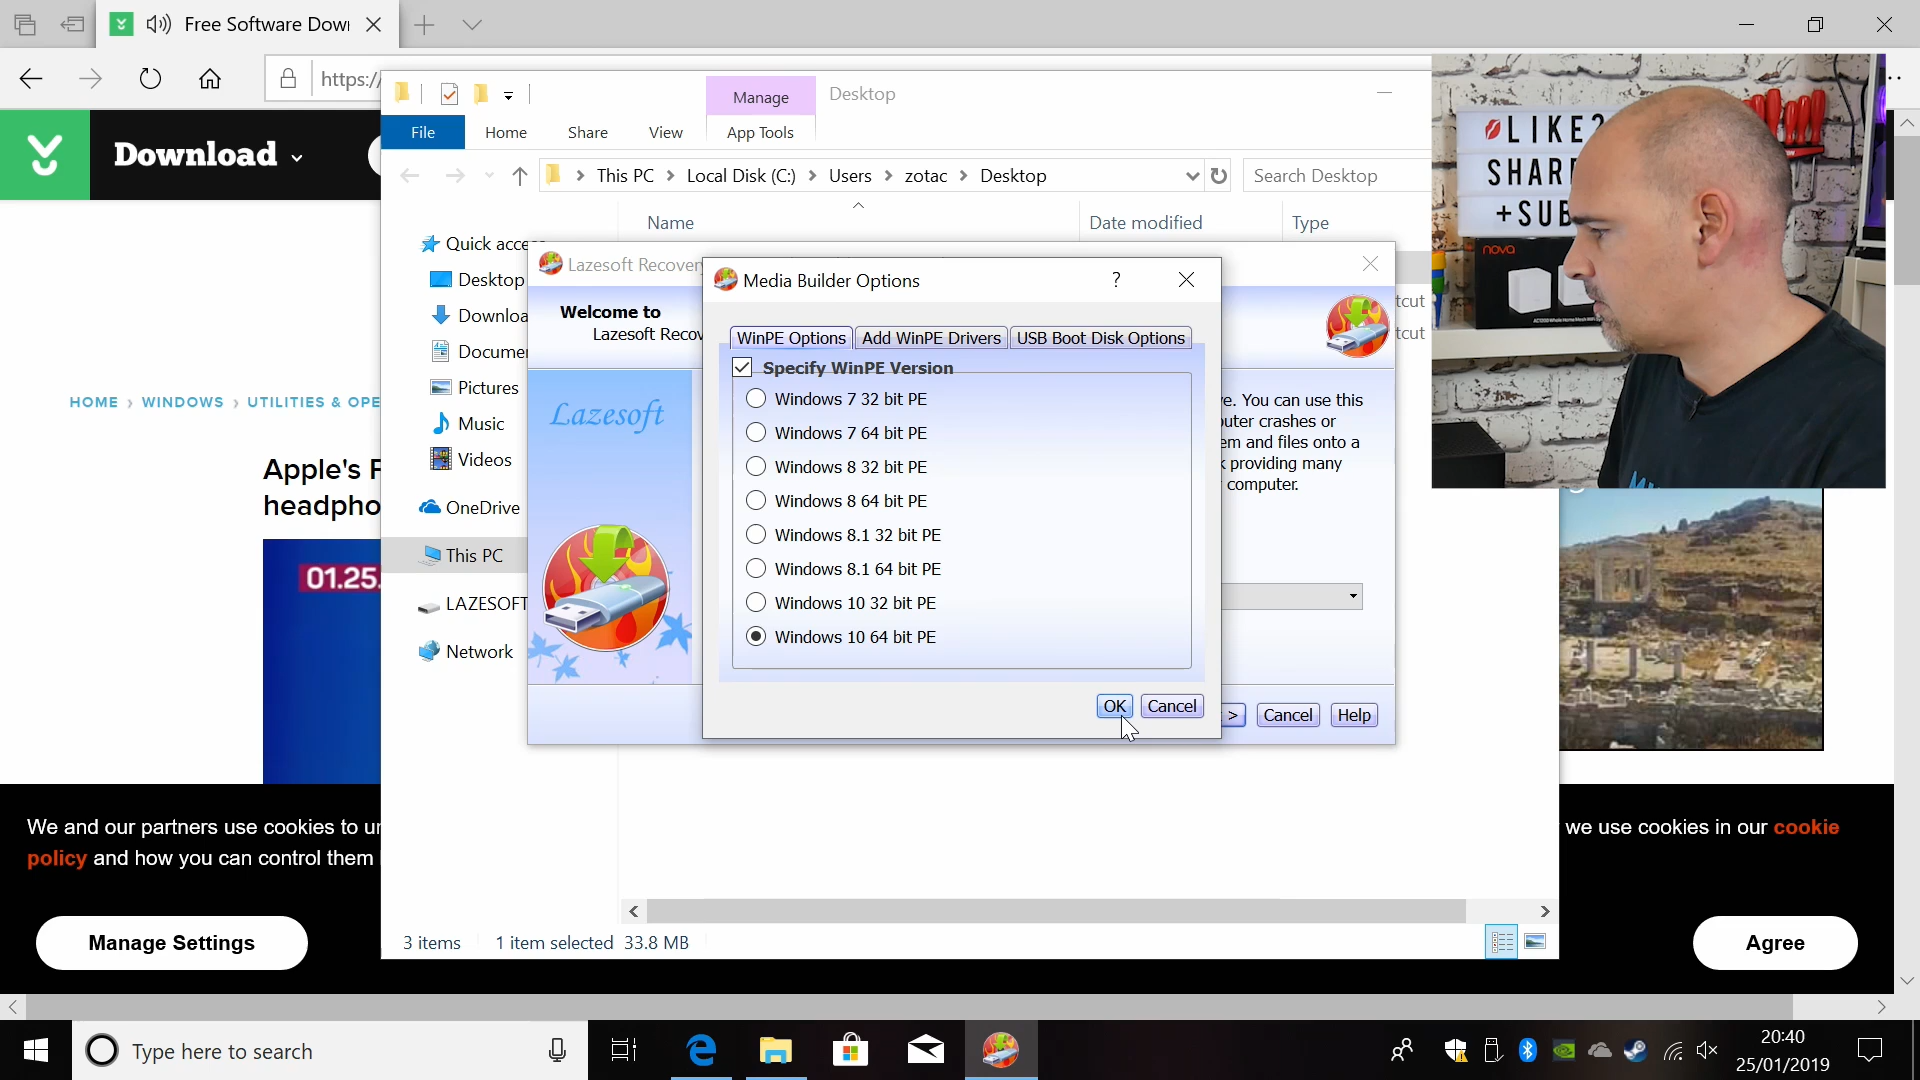 Free Software Dow
https:/
Manage
Desktop
File
Home
Share
View
App Tools
This PC
Local Disk (C:)
Users
zotac
Desktop
Search Desktop
Name
Date modified
Type
Download
Quick acce
Desktop
Downloa
Docume
Pictures
Music
Videos
OneDrive
This PC
LAZESOFT
Network
HOME › WINDOWS › UTILITIES & OPE
Apple's
headpho
01.25.
Lazesoft Recover
Welcome to
Lazesoft Recov
Lazesoft
Media Builder Options
?
WinPE Options
Add WinPE Drivers
USB Boot Disk Options
Specify WinPE Version
Windows 7 32 bit PE
Windows 7 64 bit PE
Windows 8 32 bit PE
Windows 8 64 bit PE
Windows 8.1 32 bit PE
Windows 8.1 64 bit PE
Windows 10 32 bit PE
Windows 10 64 bit PE
OK
Cancel
e. You can use this
uter crashes or
em and files onto a
k providing many
computer.
>
Cancel
Help
tcut
tcut
LIKE?
SHAR
+SUB
nova
We and our partners use cookies to u
we use cookies in our cookie
policy and how you can control them
Manage Settings
Agree
3 items
1 item selected 33.8 MB
Type here to search
20:40
25/01/2019